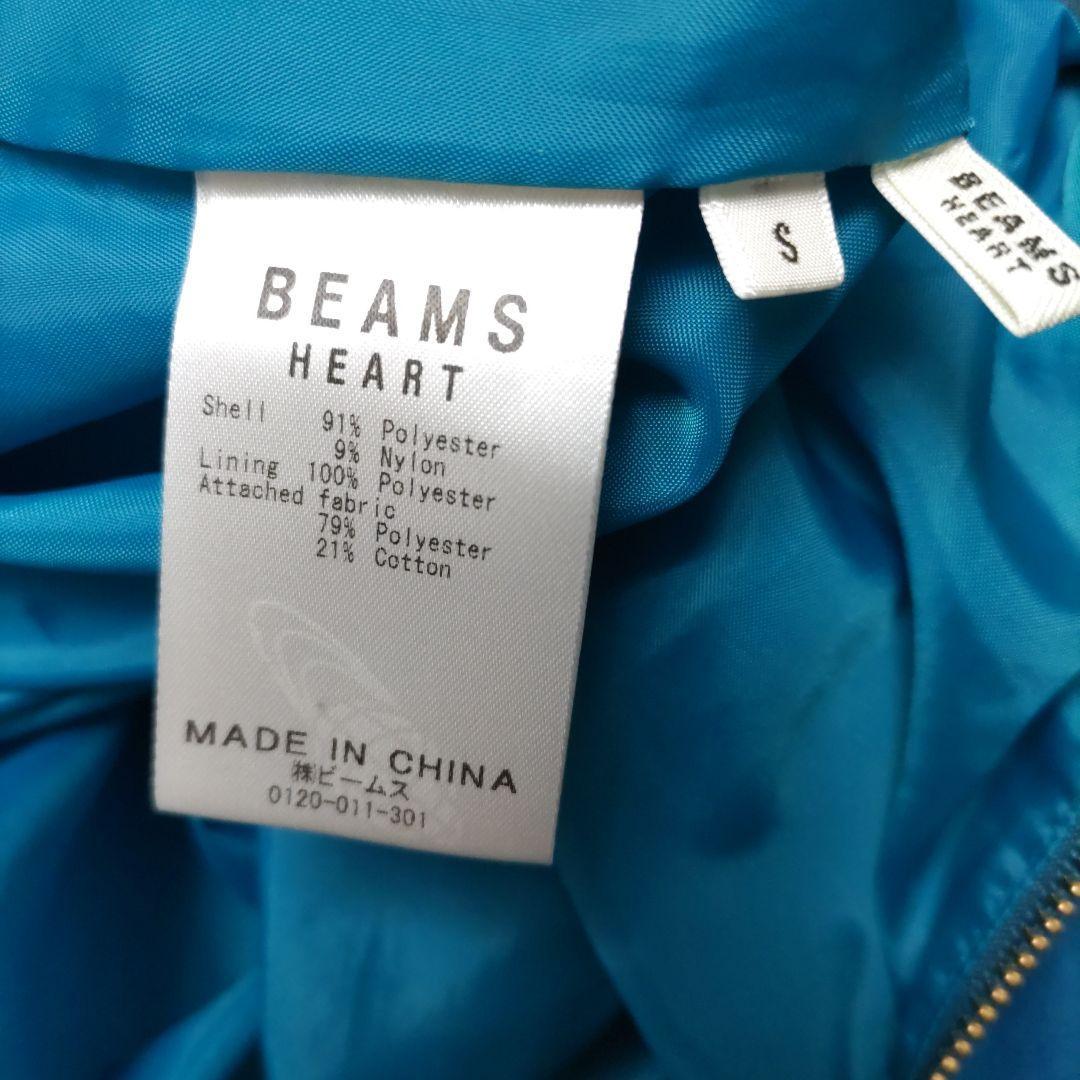 BEAMS
HEART
Shell 91% Polyester
9% Nylon
Lining 100% Polyester
Attached fabric
79% Polyester
21% Cotton
MADE IN CHINA
㈱ビームス
0120-011-301
S
BEAMS
HEART